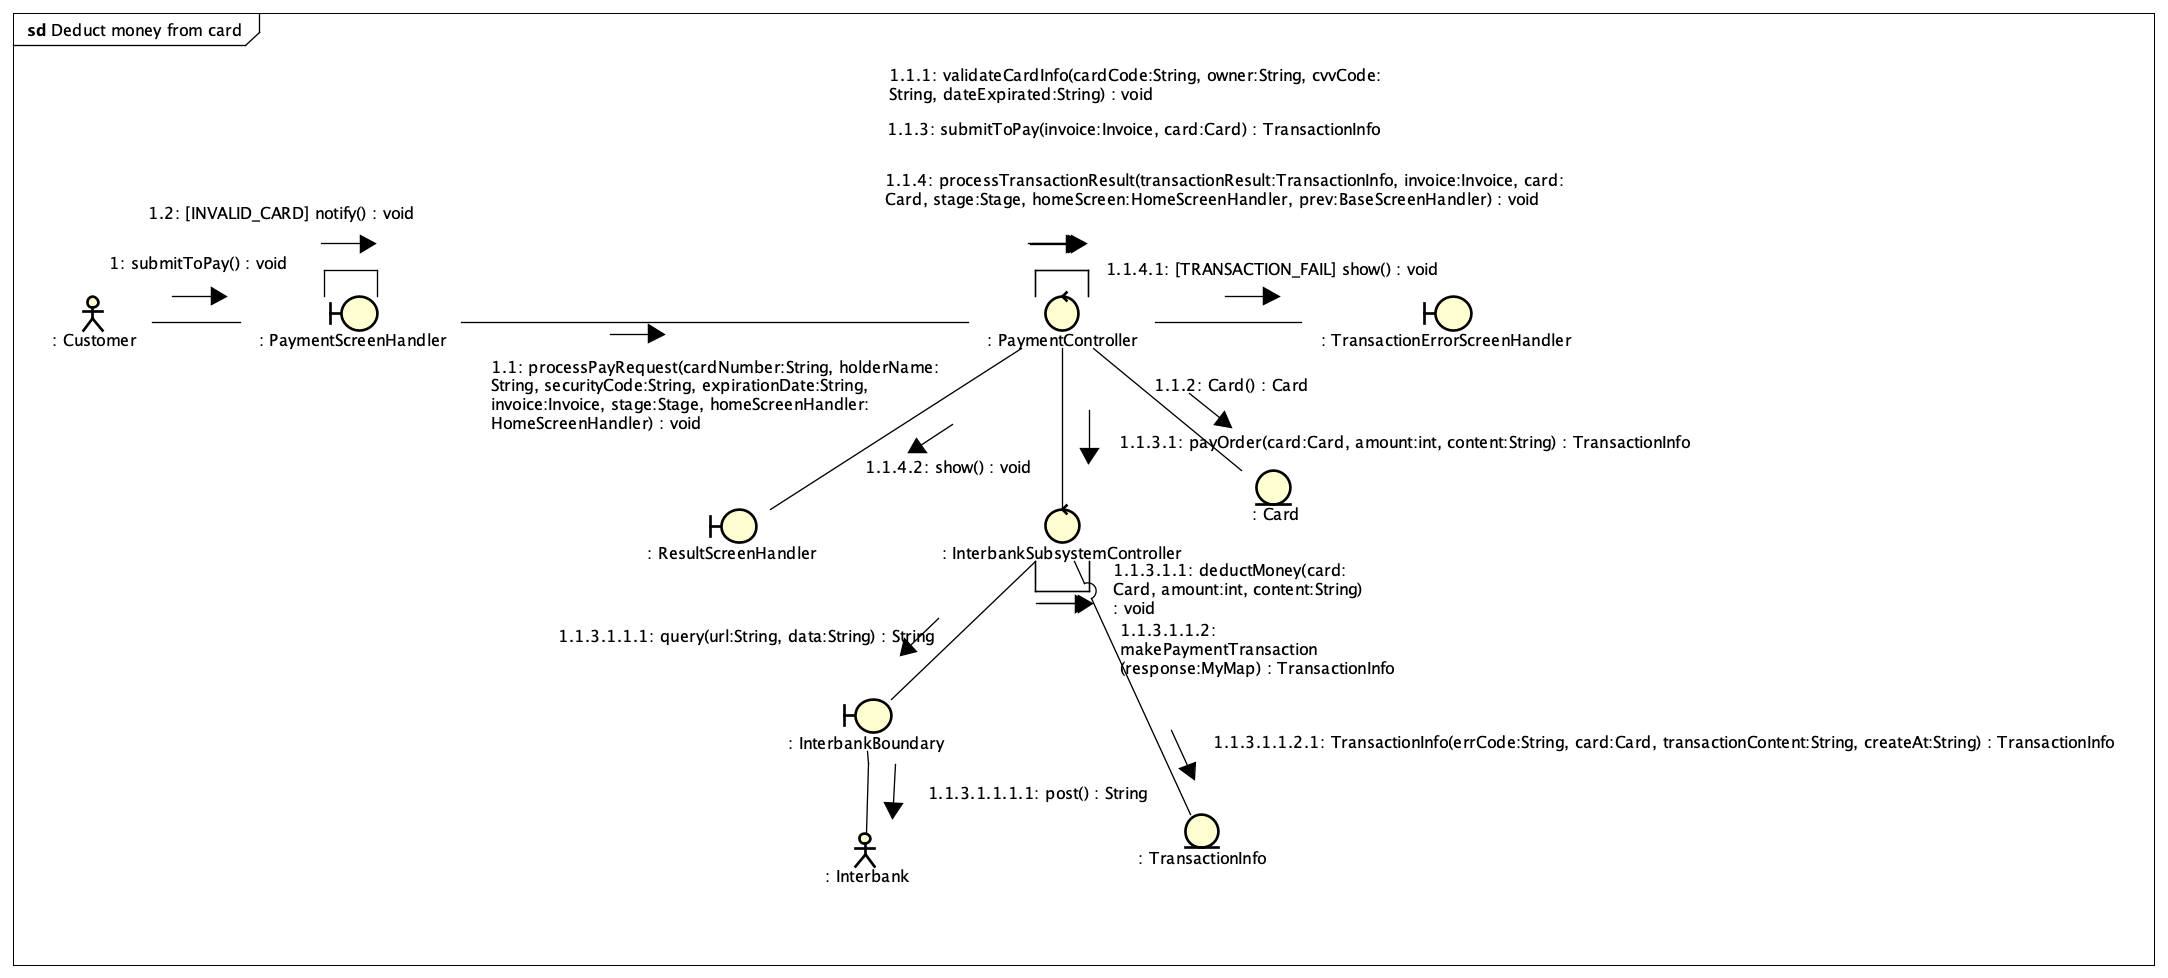 sd Deduct money from card
1.1.1: validateCardInfo(cardCode:String, owner:String, cvvCode:
String, dateExpirated:String) : void
1.1.3: submitToPay(invoice:Invoice, card:Card) : TransactionInfo
1.1.4: processTransactionResult(transactionResult:TransactionInfo, invoice:Invoice, card:
Card, stage:Stage, homeScreen:HomeScreenHandler, prev:BaseScreenHandler) : void
1.2: [INVALID_CARD] notify() : void
1: submitToPay() : void
1.1.4.1: [TRANSACTION_FAIL] show() : void
: Customer
: PaymentScreenHandler
: PaymentController
: TransactionErrorScreenHandler
1.1: processPayRequest(cardNumber:String, holderName:
String, securityCode:String, expirationDate:String,
invoice:Invoice, stage:Stage, homeScreenHandler:
HomeScreenHandler) : void
1.1.2: Card() : Card
1.1.3.1: payOrder(card:Card, amount:int, content:String) : TransactionInfo
1.1.4.2: show() : void
: Card
: ResultScreenHandler
: InterbankSubsystemController
1.1.3.1.1: deductMoney(card:
Card, amount:int, content:String)
: void
1.1.3.1.1.1: query(url:String, data:String) : String
1.1.3.1.1.2:
makePaymentTransaction
(response:MyMap) : TransactionInfo
: InterbankBoundary
1.1.3.1.1.2.1: TransactionInfo(errCode:String, card:Card, transactionContent:String, createAt:String) : TransactionInfo
1.1.3.1.1.1.1: post() : String
: TransactionInfo
: Interbank